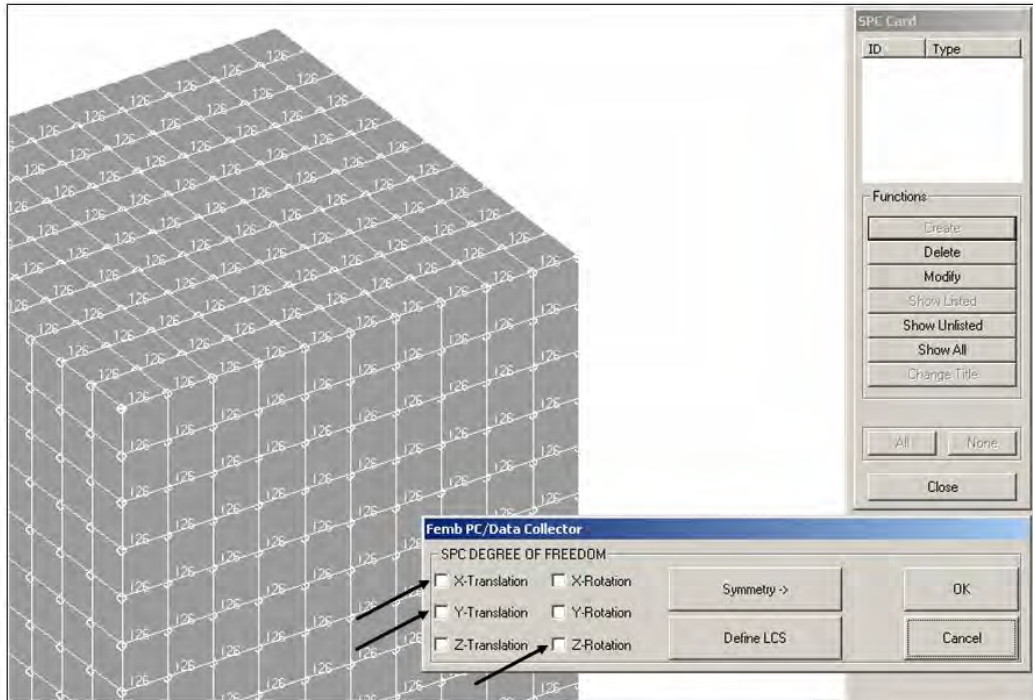 SPC Card
ID Type
Functions
Create
Delete
Modify
Show Listed
Show Unlisted
Show All
Change Title
All None
Close
Femb PC/Data Collector
SPC DEGREE OF FREEDOM
X-Translation X-Rotation Symmetry -> OK
Y-Translation Y-Rotation
Z-Translation Z-Rotation Define LCS Cancel
126